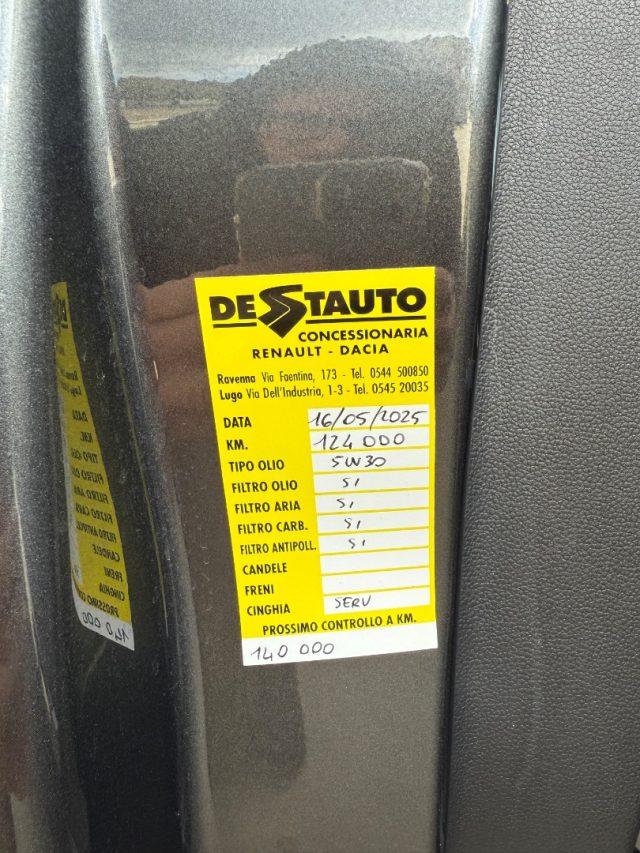 DESTAUTO
CONCESSIONARIA
RENAULT - DACIA
Ravenna Via Faentina, 173 - Tel. 0544 500850
Lugo Via Dell'Industria, 1-3 - Tel. 0545 20035
DATA 16/05/2025
KM. 124 000
TIPO OLIO 5W30
FILTRO OLIO SI
FILTRO ARIA SI
FILTRO CARB. SI
FILTRO ANTIPOLL. SI
CANDELE
FRENI
CINGHIA SERV
PROSSIMO CONTROLLO A KM.
140 000